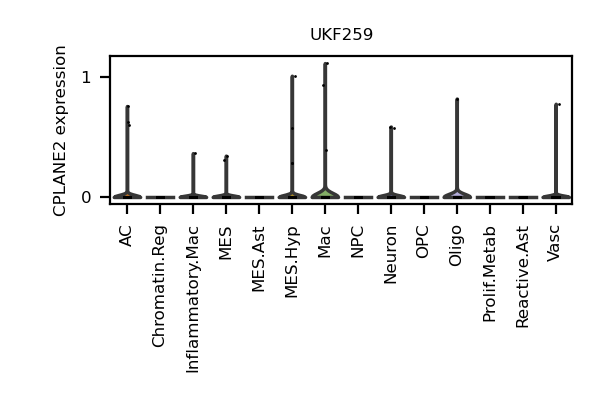 UKF259
CPLANE2 expression
1
0
AC
Chromatin.Reg
Inflammatory.Mac
MES
MES.Ast
MES.Hyp
Mac
NPC
Neuron
OPC
Oligo
Prolif.Metab
Reactive.Ast
Vasc